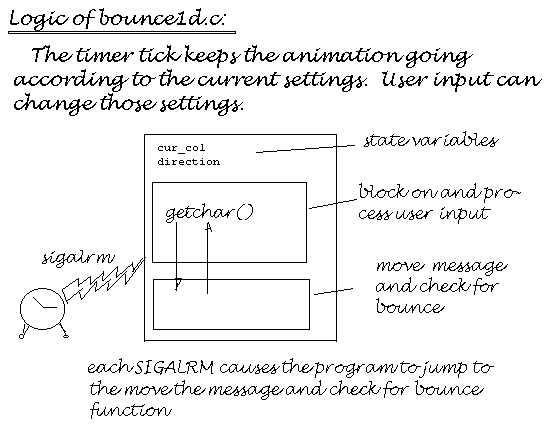 Logic of bounce1d.c:
The timer tick keeps the animation going
according to the current settings. User input can
change those settings.
cur_col
direction
state variables
getchar()
block on and pro-
cess user input
sigalrm
move message
and check for
bounce
each SIGALRM causes the program to jump to
the move the message and check for bounce
function